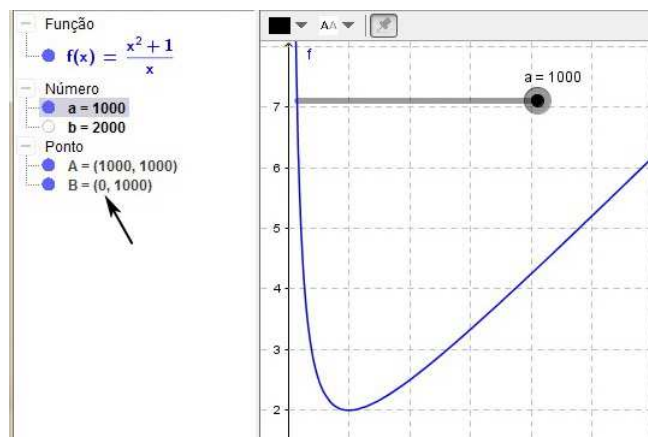 Função
f(x) = x² + 1 / x
Número
a = 1000
b = 2000
Ponto
A = (1000, 1000)
B = (0, 1000)
AA
f
a = 1000
7
6
5
4
3
2